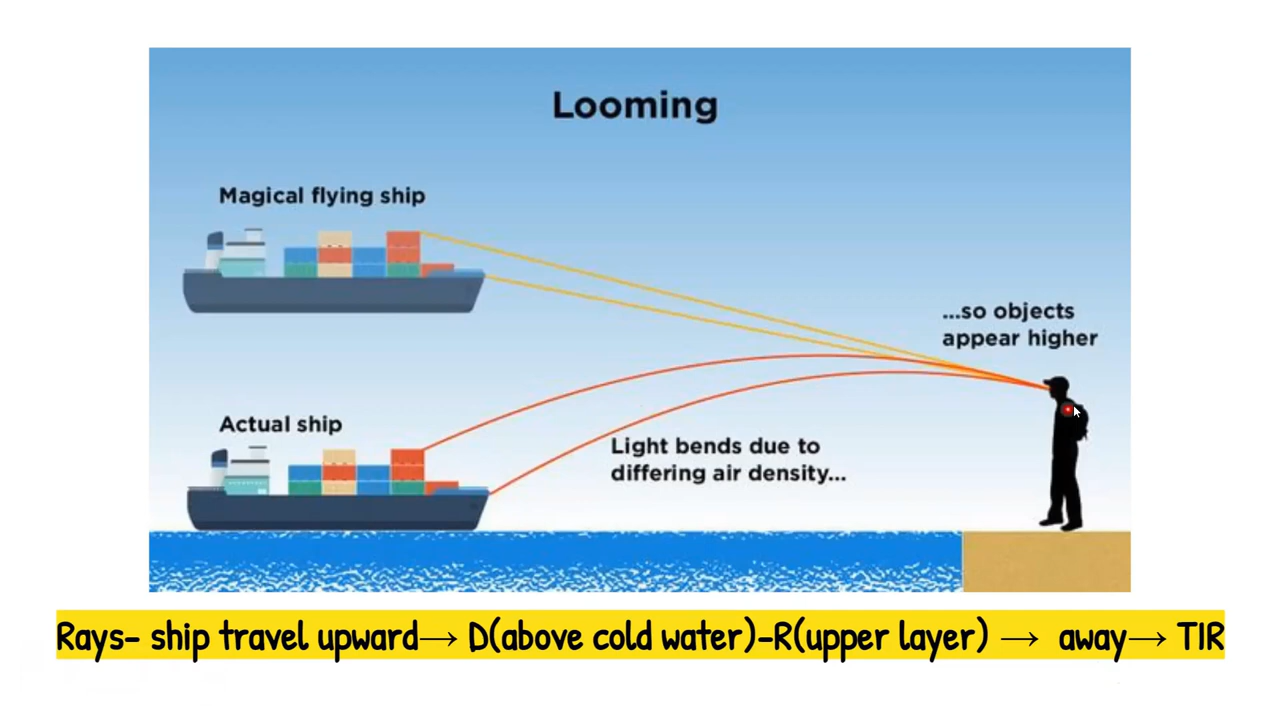 Looming
Magical flying ship
...so objects
appear higher
Actual ship
Light bends due to
differing air density...
Rays- ship travel upward→ D(above cold water)-R(upper layer) → away→ TIR